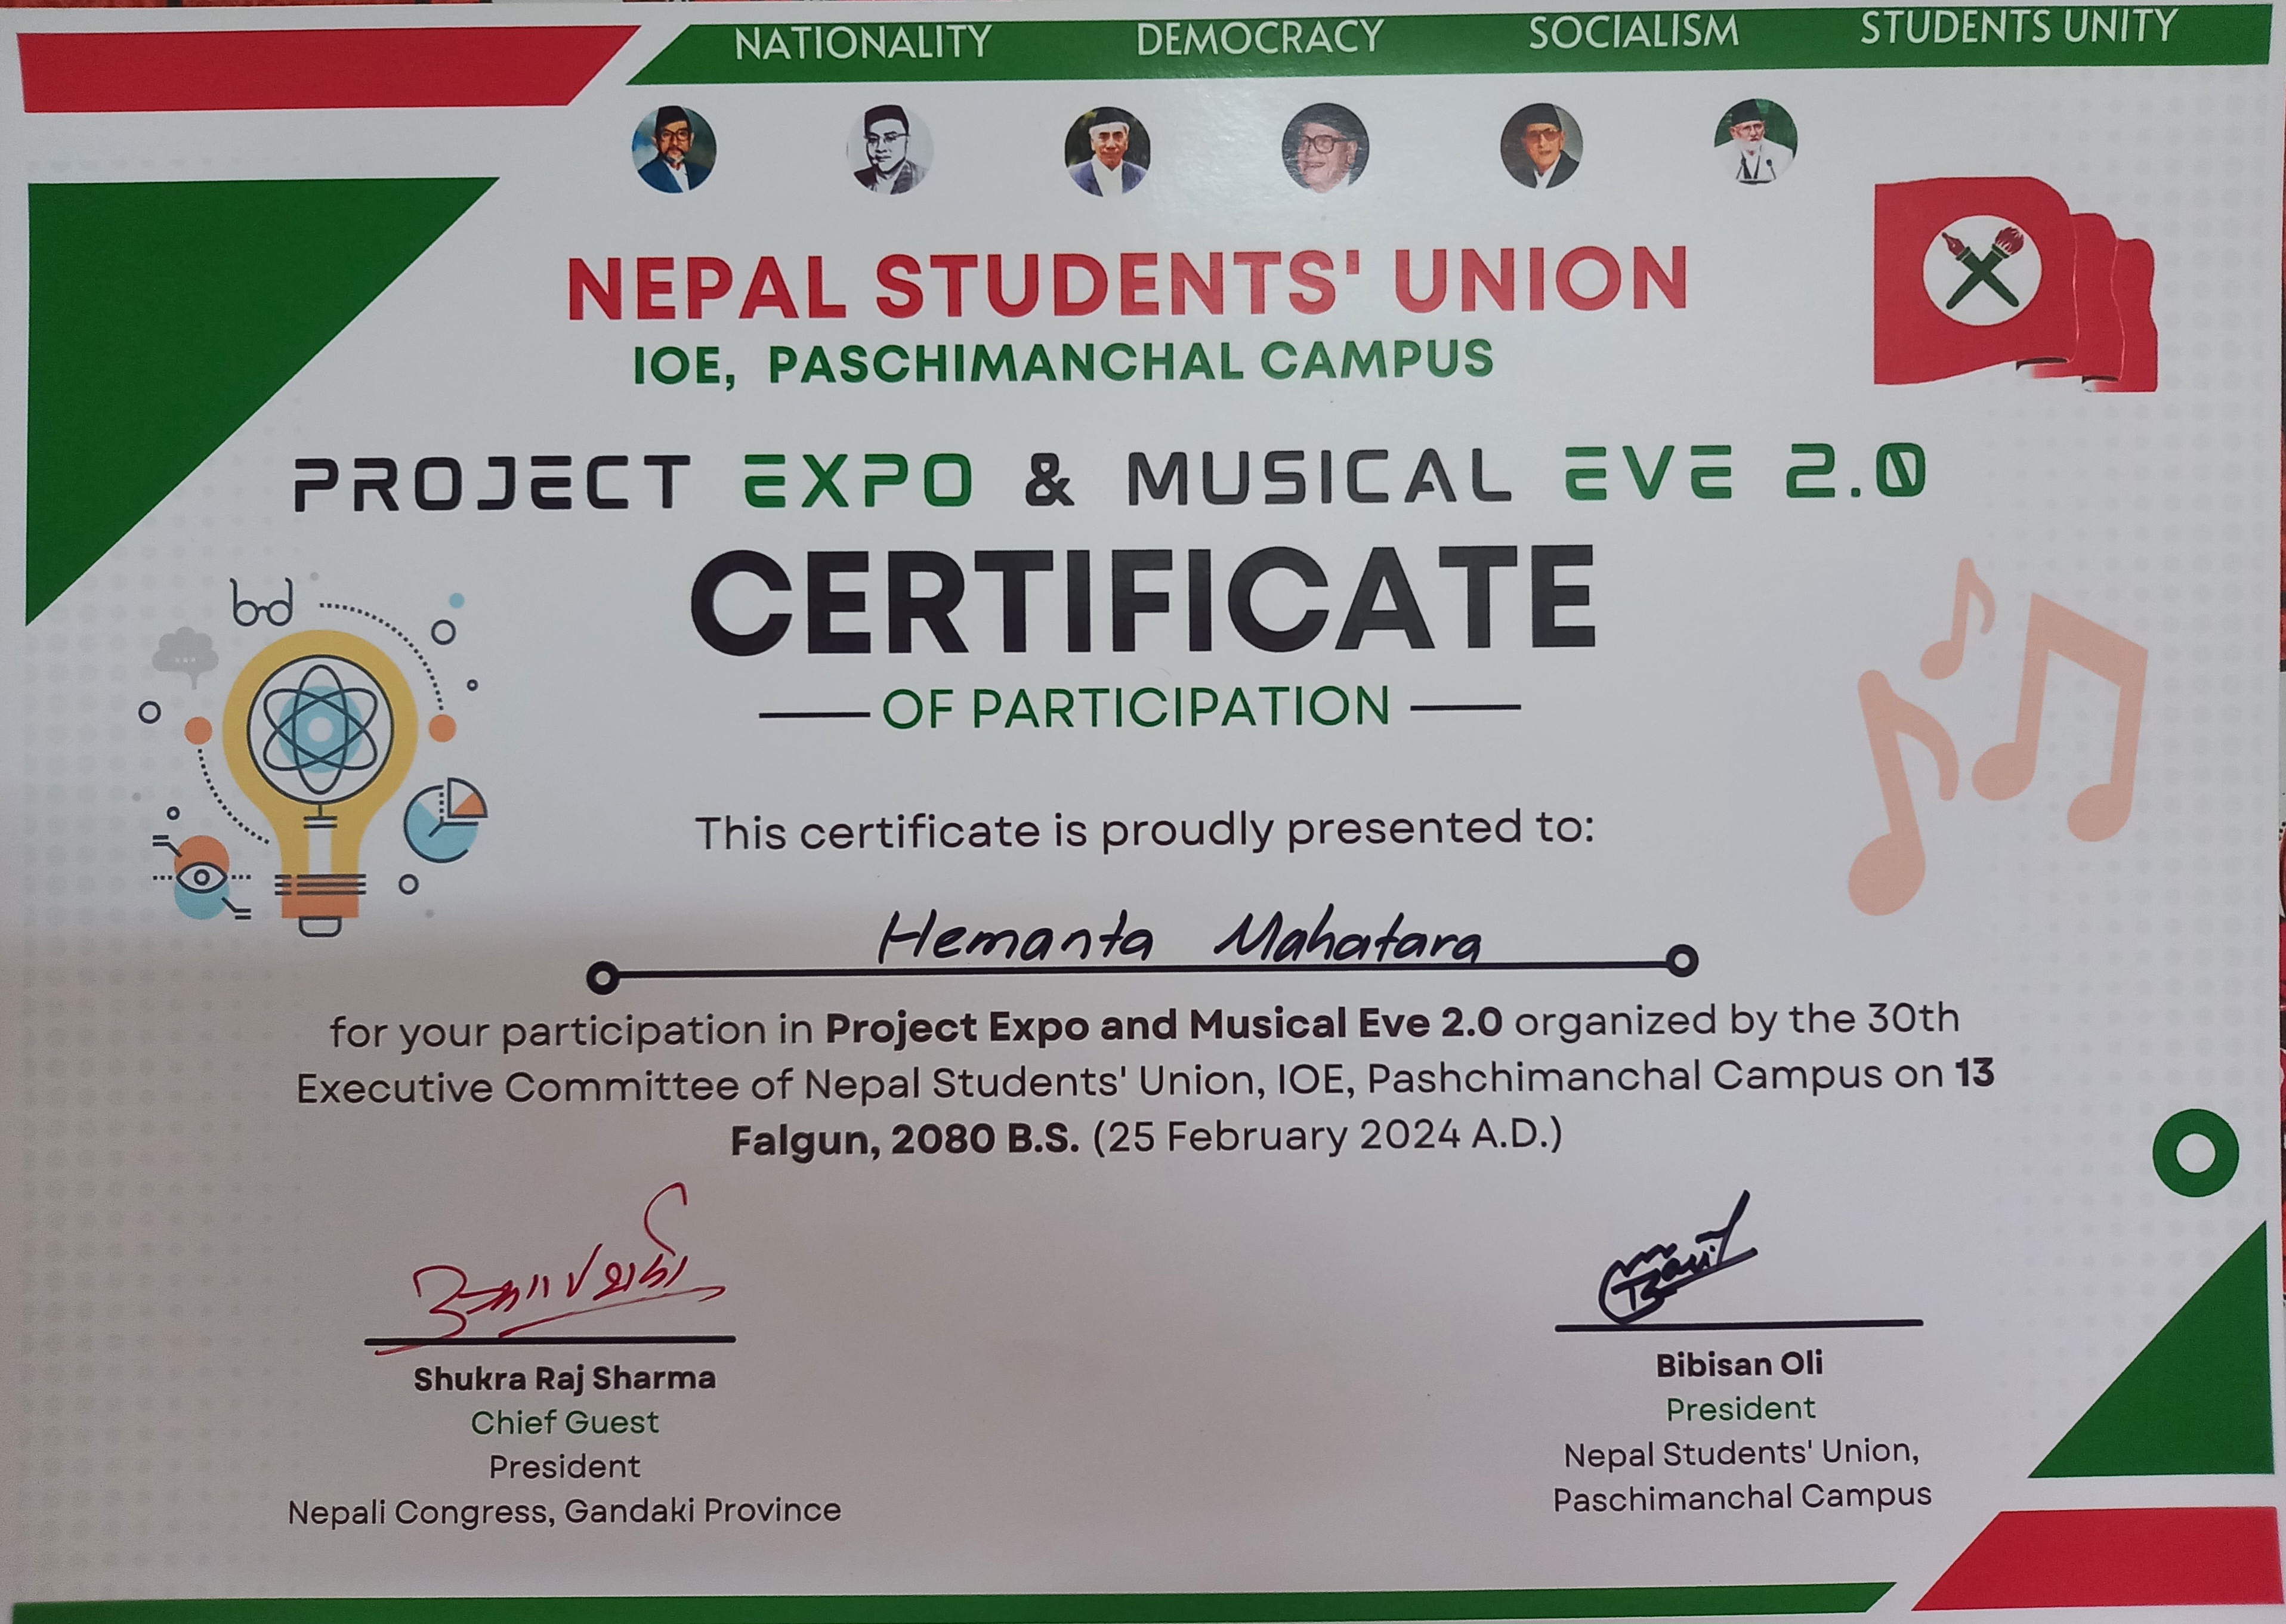 NATIONALITY DEMOCRACY SOCIALISM STUDENTS UNITY
NEPAL STUDENTS' UNION
IOE, PASCHIMANCHAL CAMPUS
PROJECT EXPO & MUSICAL EVE 2.0
CERTIFICATE
OF PARTICIPATION
This certificate is proudly presented to:
Hemanta Mahatara
for your participation in Project Expo and Musical Eve 2.0 organized by the 30th
Executive Committee of Nepal Students' Union, IOE, Pashchimanchal Campus on 13
Falgun, 2080 B.S. (25 February 2024 A.D.)
Shukra Raj Sharma
Chief Guest
President
Nepali Congress, Gandaki Province
Bibisan Oli
President
Nepal Students' Union,
Paschimanchal Campus